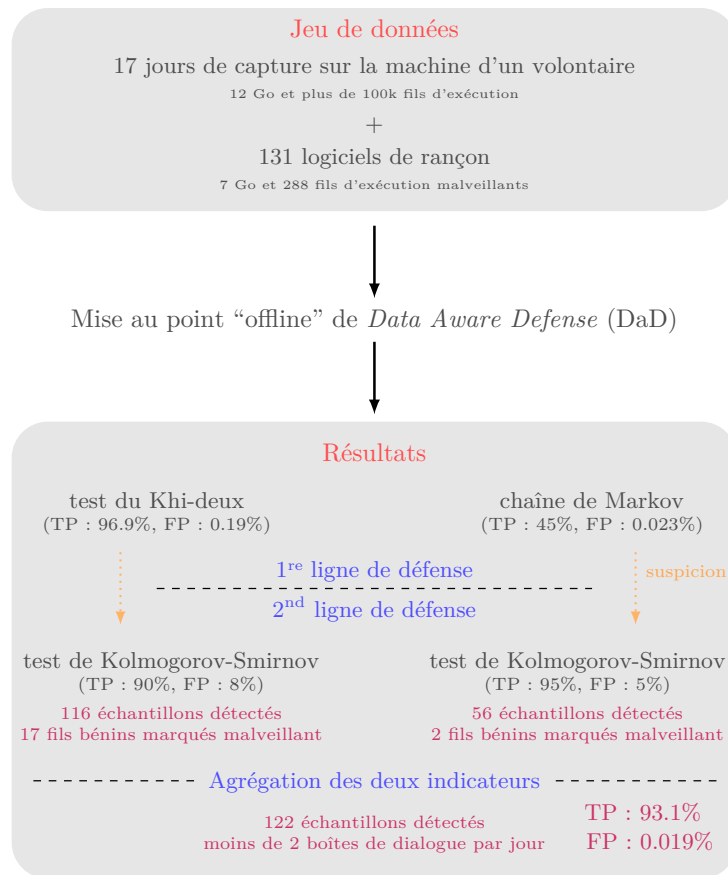 Jeu de données
17 jours de capture sur la machine d'un volontaire
12 Go et plus de 100k fils d'exécution
+
131 logiciels de rançon
7 Go et 288 fils d'exécution malveillants
Mise au point “offline” de Data Aware Defense (DaD)
Résultats
test du Khi-deux
(TP : 96.9%, FP : 0.19%)
chaîne de Markov
(TP : 45%, FP : 0.023%)
suspicion
1re ligne de défense
2nd ligne de défense
test de Kolmogorov-Smirnov
(TP : 90%, FP : 8%)
116 échantillons détectés
17 fils bénins marqués malveillant
test de Kolmogorov-Smirnov
(TP : 95%, FP : 5%)
56 échantillons détectés
2 fils bénins marqués malveillant
Agrégation des deux indicateurs
122 échantillons détectés
moins de 2 boîtes de dialogue par jour
TP : 93.1%
FP : 0.019%